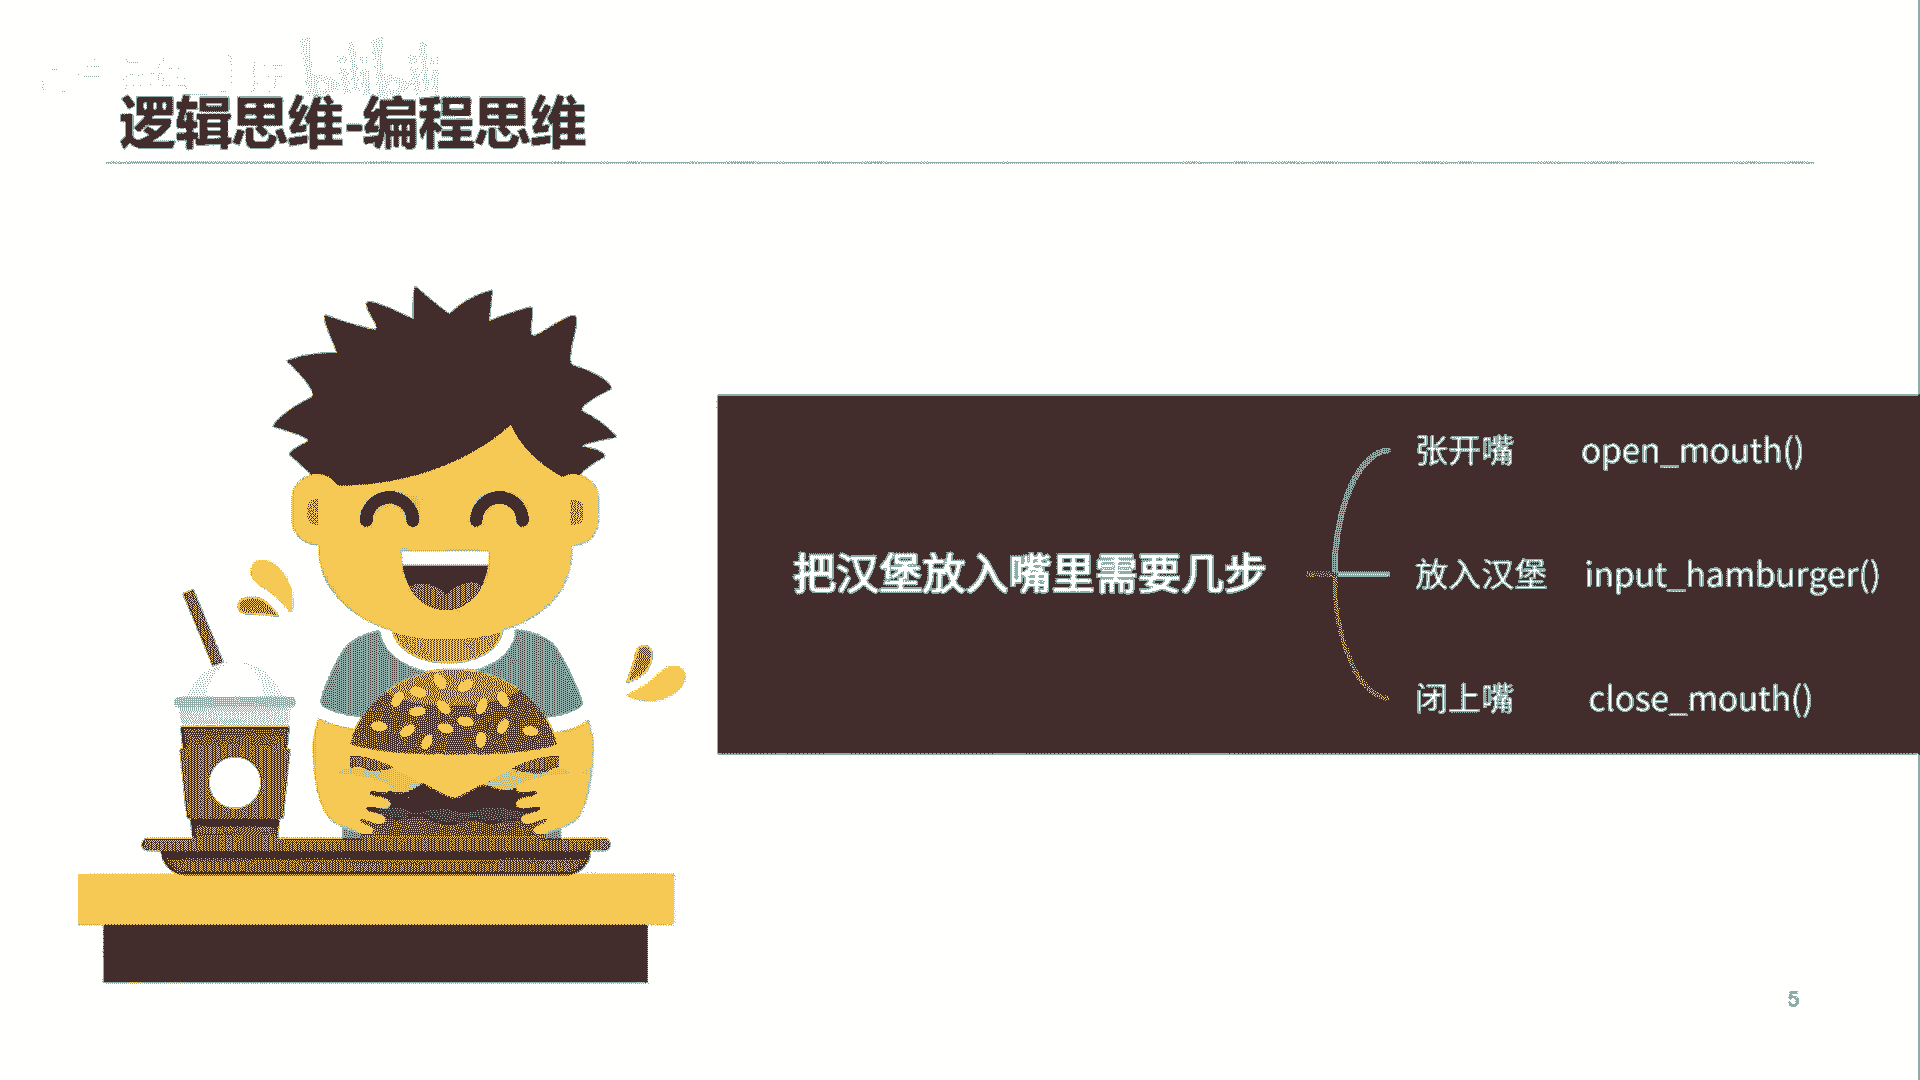 bilibili
逻辑思维-编程思维
把汉堡放入嘴里需要几步
张开嘴 open_mouth()
放入汉堡 input_hamburger()
闭上嘴 close_mouth()
5